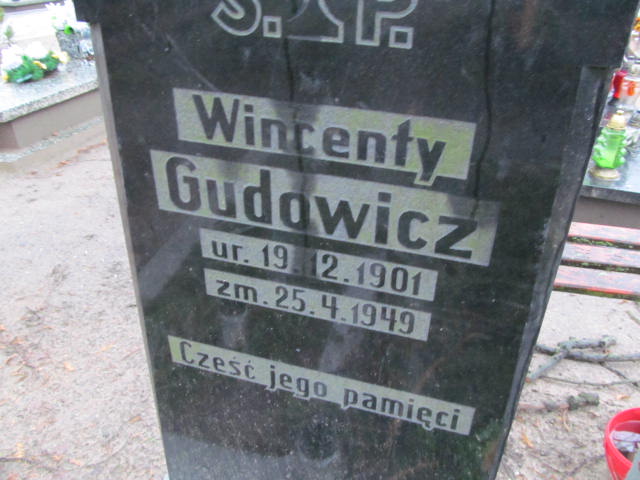 S. P.
Wincenty
Gudowicz
ur. 19.12.1901
zm. 25.4.1949
Cześć jego pamięci